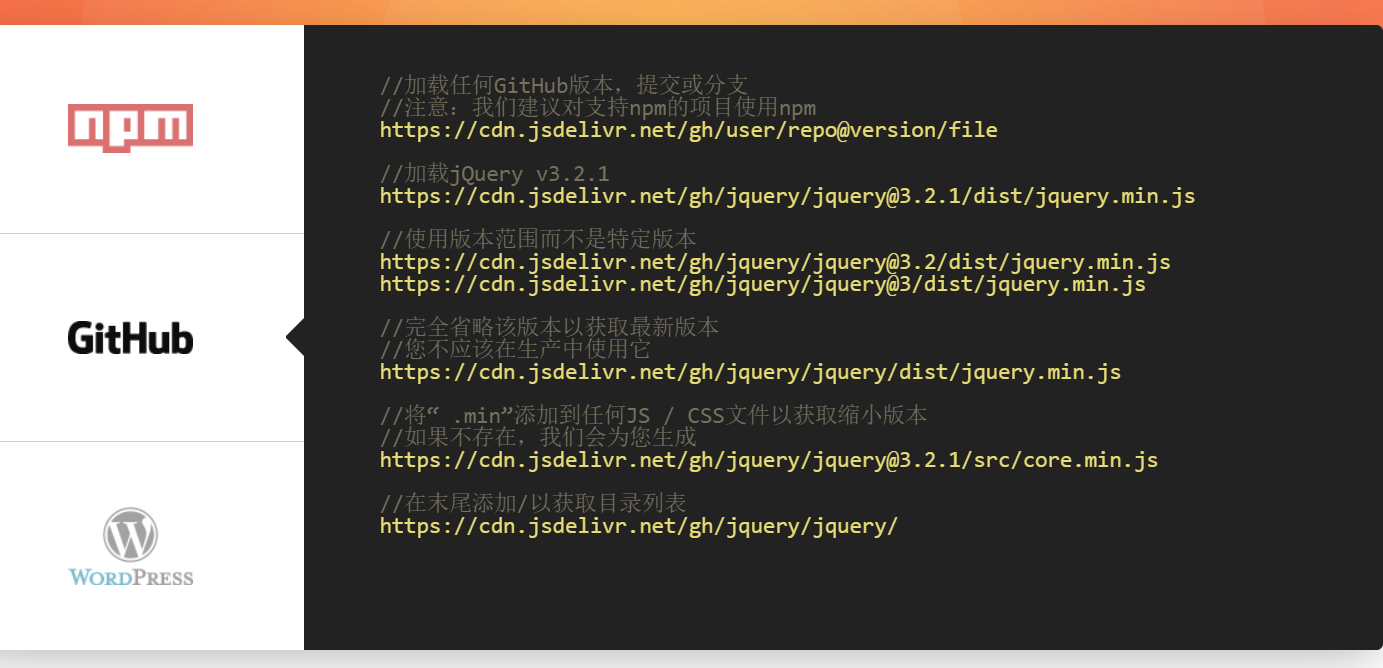 npm
//加载任何GitHub版本，提交或分支
//注意：我们建议对支持npm的项目使用npm
https://cdn.jsdelivr.net/gh/user/repo@version/file
//加载jQuery v3.2.1
https://cdn.jsdelivr.net/gh/jquery/jquery@3.2.1/dist/jquery.min.js
//使用版本范围而不是特定版本
https://cdn.jsdelivr.net/gh/jquery/jquery@3.2/dist/jquery.min.js
https://cdn.jsdelivr.net/gh/jquery/jquery@3/dist/jquery.min.js
GitHub
//完全省略该版本以获取最新版本
//您不应该在生产中使用它
https://cdn.jsdelivr.net/gh/jquery/jquery/dist/jquery.min.js
//将“ .min”添加到任何JS / CSS文件以获取缩小版本
//如果不存在，我们会为您生成
https://cdn.jsdelivr.net/gh/jquery/jquery@3.2.1/src/core.min.js
//在末尾添加/以获取目录列表
https://cdn.jsdelivr.net/gh/jquery/jquery/
W
WORDPRESS